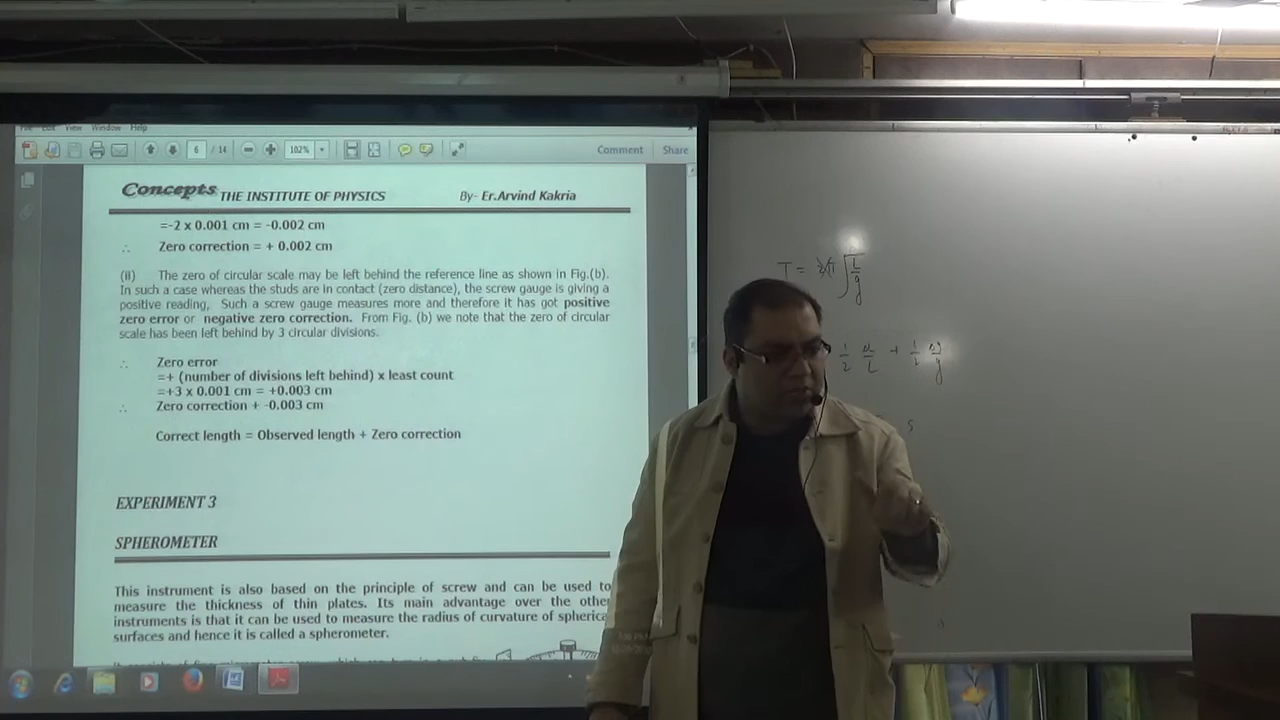 File Edit View Window Help
6 / 14 102% Comment Share
Concepts THE INSTITUTE OF PHYSICS By- Er.Arvind Kakria
=-2 x 0.001 cm = -0.002 cm
∴ Zero correction = + 0.002 cm
(ii) The zero of circular scale may be left behind the reference line as shown in Fig.(b).
In such a case whereas the studs are in contact (zero distance), the screw gauge is giving a
positive reading, Such a screw gauge measures more and therefore it has got positive
zero error or negative zero correction. From Fig. (b) we note that the zero of circular
scale has been left behind by 3 circular divisions.
∴ Zero error
=+ (number of divisions left behind) x least count
=+3 x 0.001 cm = +0.003 cm
∴ Zero correction + -0.003 cm
Correct length = Observed length + Zero correction
EXPERIMENT 3
SPHEROMETER
This instrument is also based on the principle of screw and can be used to
measure the thickness of thin plates. Its main advantage over the other
instruments is that it can be used to measure the radius of curvature of spherica
surfaces and hence it is called a spherometer.
T = 2π √L/g